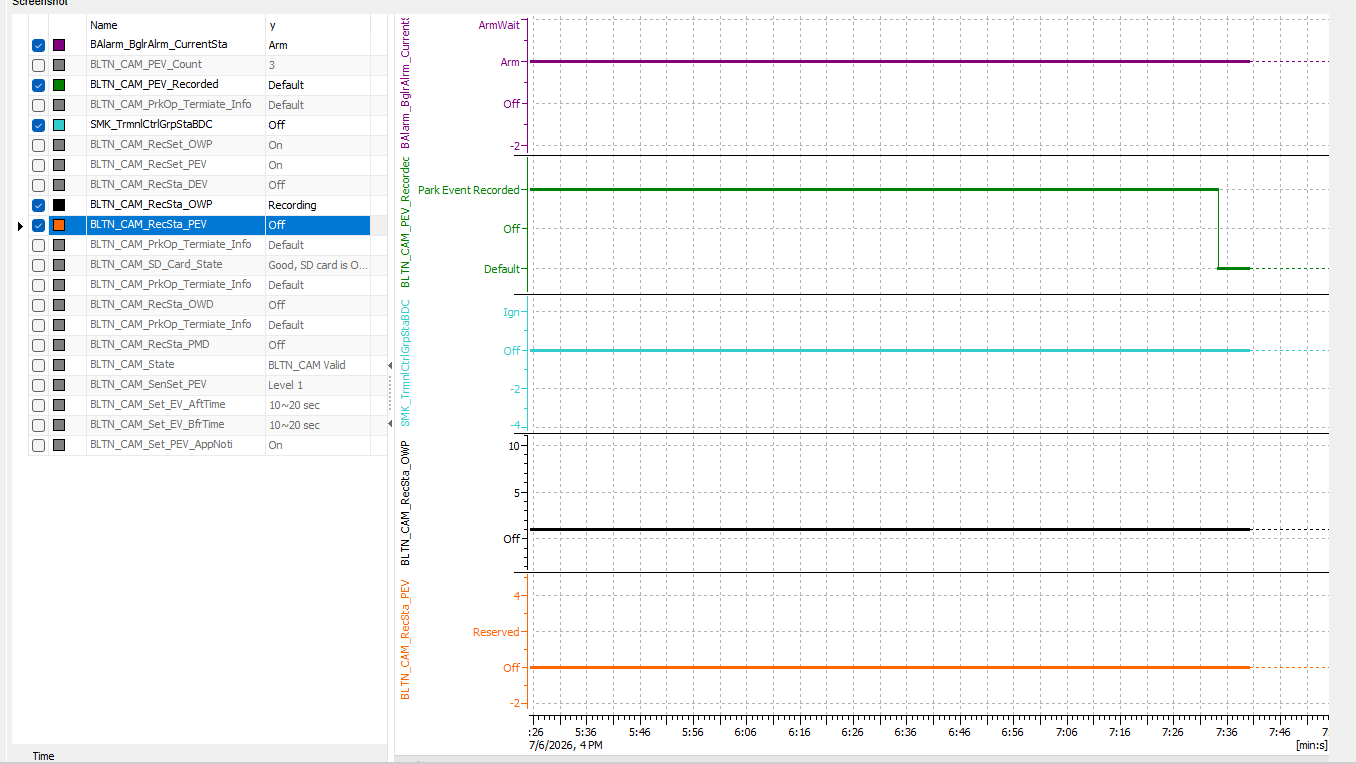 Screenshot
Name y
BAlarm_BglrAlrm_CurrentSta Arm
BLTN_CAM_PEV_Count 3
BLTN_CAM_PEV_Recorded Default
BLTN_CAM_PrkOp_Termiate_Info Default
SMK_TrmnlCtrlGrpStaBDC Off
BLTN_CAM_RecSet_OWP On
BLTN_CAM_RecSet_PEV On
BLTN_CAM_RecSta_DEV Off
BLTN_CAM_RecSta_OWP Recording
BLTN_CAM_RecSta_PEV Off
BLTN_CAM_PrkOp_Termiate_Info Default
BLTN_CAM_SD_Card_State Good, SD card is O...
BLTN_CAM_PrkOp_Termiate_Info Default
BLTN_CAM_RecSta_OWD Off
BLTN_CAM_PrkOp_Termiate_Info Default
BLTN_CAM_RecSta_PMD Off
BLTN_CAM_State BLTN_CAM Valid
BLTN_CAM_SenSet_PEV Level 1
BLTN_CAM_Set_EV_AftTime 10~20 sec
BLTN_CAM_Set_EV_BfrTime 10~20 sec
BLTN_CAM_Set_PEV_AppNoti On
Time
BAlarm_BglrAlrm_CurrentS
ArmWait
Arm
Off
-2
BLTN_CAM_PEV_Recorded
Park Event Recorded
Off
Default
SMK_TrmnlCtrlGrpStaBDC
Ign
Off
-2
-4
BLTN_CAM_RecSta_OWP
10
5
Off
BLTN_CAM_RecSta_PEV
4
Reserved
Off
-2
:26 5:36 5:46 5:56 6:06 6:16 6:26 6:36 6:46 6:56 7:06 7:16 7:26 7:36 7:46 7:
7/6/2026, 4 PM [min:s]